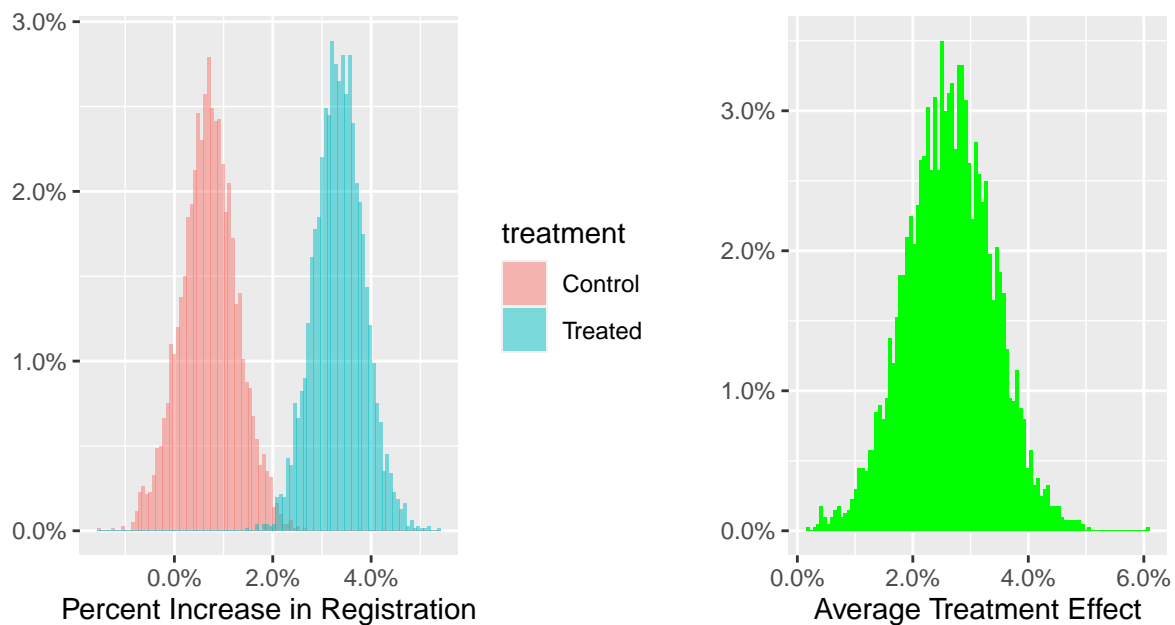 3.0%
2.0%
1.0%
0.0%
0.0% 2.0% 4.0%
Percent Increase in Registration
treatment
Control
Treated
3.0%
2.0%
1.0%
0.0%
0.0% 2.0% 4.0% 6.0%
Average Treatment Effect